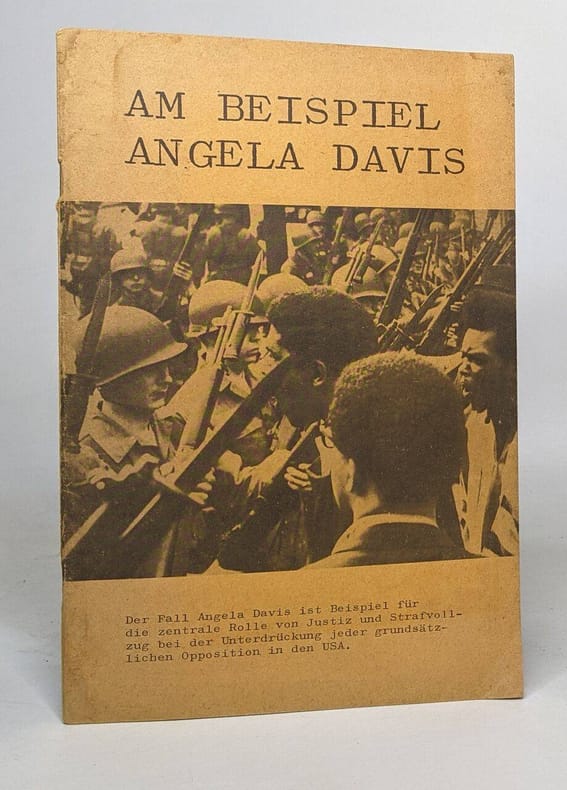 AM BEISPIEL
ANGELA DAVIS
Der Fall Angela Davis ist Beispiel für
die zentrale Rolle von Justiz und Strafvoll-
zug bei der Unterdrückung jeder grundsätz-
lichen Opposition in den USA.